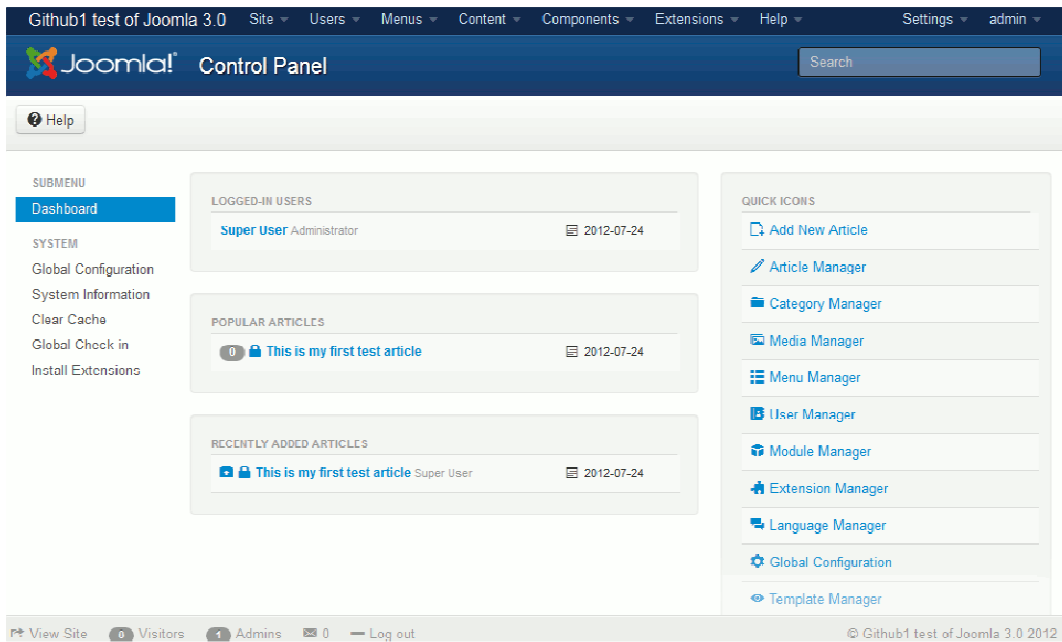 Github1 test of Joomla 3.0 Site Users Menus Content Components Extensions Help Settings admin
Joomla! Control Panel Search
Help
SUBMENU
Dashboard
SYSTEM
Global Configuration
System Information
Clear Cache
Global Check in
Install Extensions
LOGGED-IN USERS
Super User Administrator 2012-07-24
POPULAR ARTICLES
0 This is my first test article 2012-07-24
RECENTLY ADDED ARTICLES
This is my first test article Super User 2012-07-24
QUICK ICONS
Add New Article
Article Manager
Category Manager
Media Manager
Menu Manager
User Manager
Module Manager
Extension Manager
Language Manager
Global Configuration
Template Manager
View Site 0 Visitors 1 Admins 0 Log out © Github1 test of Joomla 3.0 2012